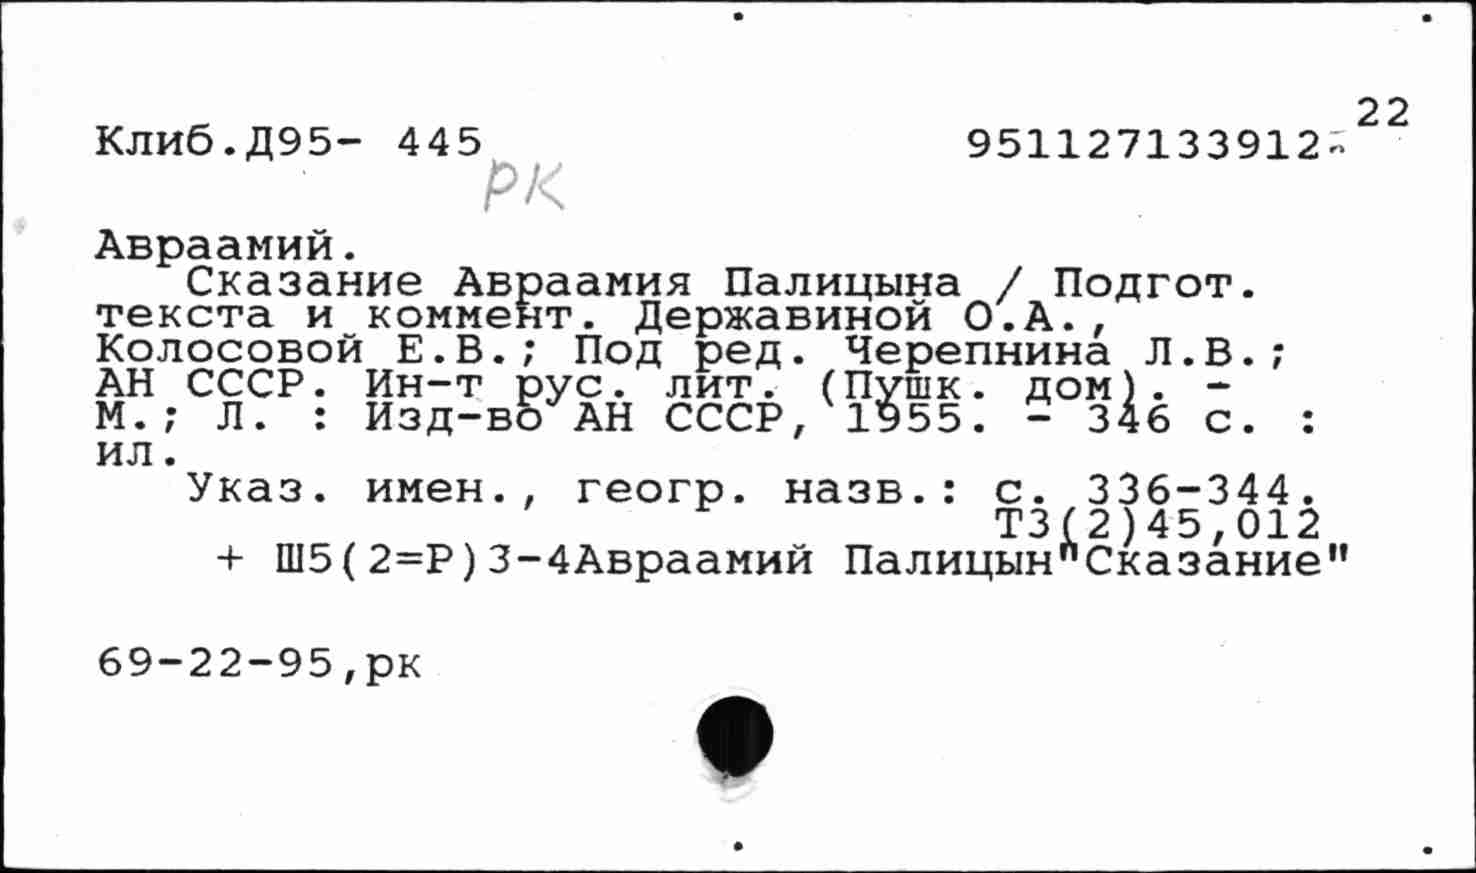 22
Клиб.Д95- 445 951127133912-
РК
Авраамий.
Сказание Авраамия Палицына / Подгот.
текста и коммент. Державиной О.А.,
Колосовой Е.В.; Под ред. Черепнина Л.В.;
АН СССР. Ин-т рус. лит. (Пушк. дом). -
М.; Л. : Изд-во АН СССР, 1955. - 346 с. :
ил.
Указ. имен., геогр. назв.: с. 336-344.
Т3(2)45,012
+ Ш5(2=Р)3-4Авраамий Палицын"Сказание"
69-22-95,рк